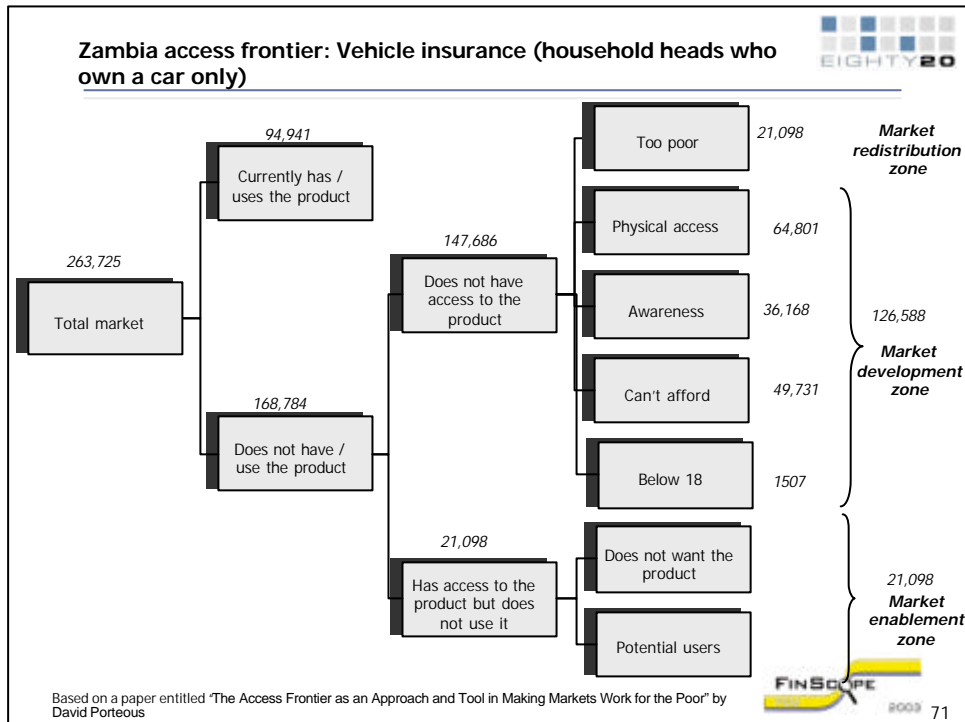 Zambia access frontier: Vehicle insurance (household heads who
own a car only)
EIGHTY20
94,941
Currently has /
uses the product
263,725
Total market
168,784
Does not have /
use the product
147,686
Does not have
access to the
product
21,098
Has access to the
product but does
not use it
Too poor
21,098
Market
redistribution
zone
Physical access
64,801
Awareness
36,168
Can't afford
49,731
Below 18
1507
126,588
Market
development
zone
Does not want the
product
Potential users
21,098
Market
enablement
zone
Based on a paper entitled "The Access Frontier as an Approach and Tool in Making Markets Work for the Poor" by
David Porteous
FINSCOPE
2003
71